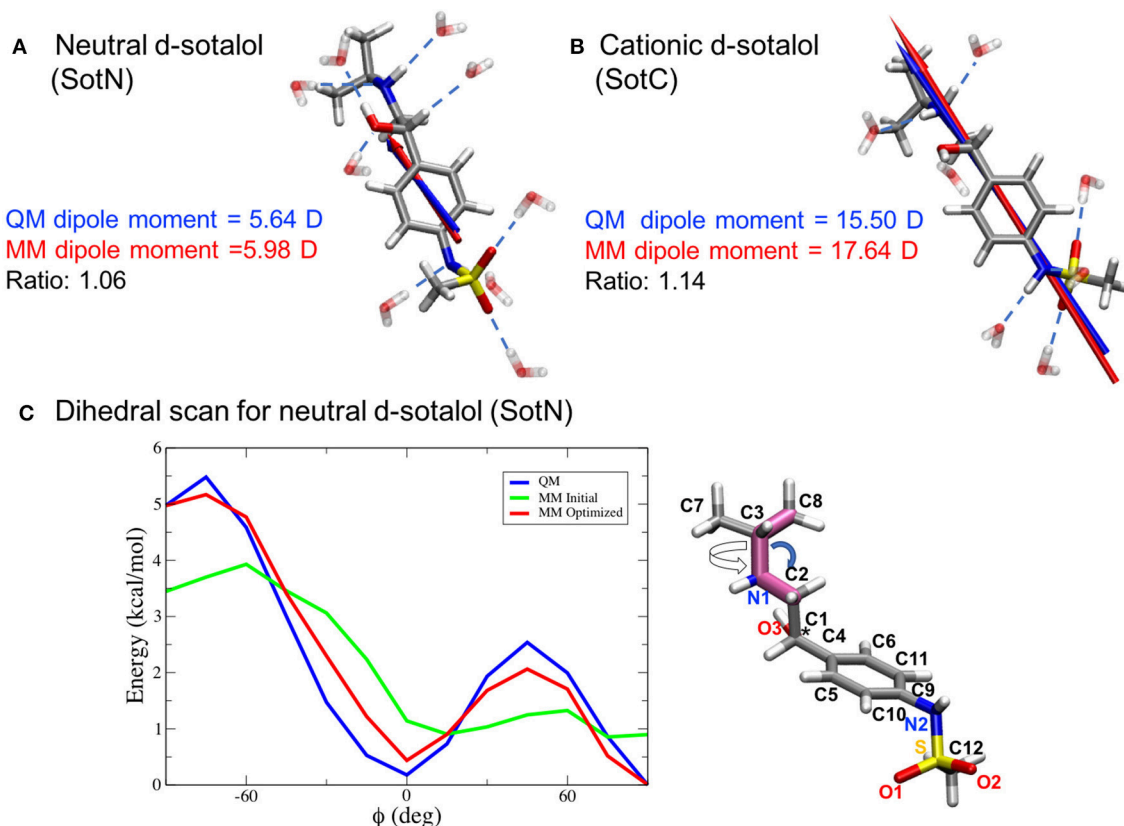 A Neutral d-sotalol
(SotN)
QM dipole moment = 5.64 D
MM dipole moment =5.98 D
Ratio: 1.06
B Cationic d-sotalol
(SotC)
QM dipole moment = 15.50 D
MM dipole moment = 17.64 D
Ratio: 1.14
C Dihedral scan for neutral d-sotalol (SotN)
Energy (kcal/mol)
6
5
4
3
2
1
0
QM
MM Initial
MM Optimized
-60
0
60
ϕ (deg)
C7
C3
C8
C2
N1
O3
C1
*
C4
C6
C11
C5
C9
C10
N2
S
C12
O1
O2